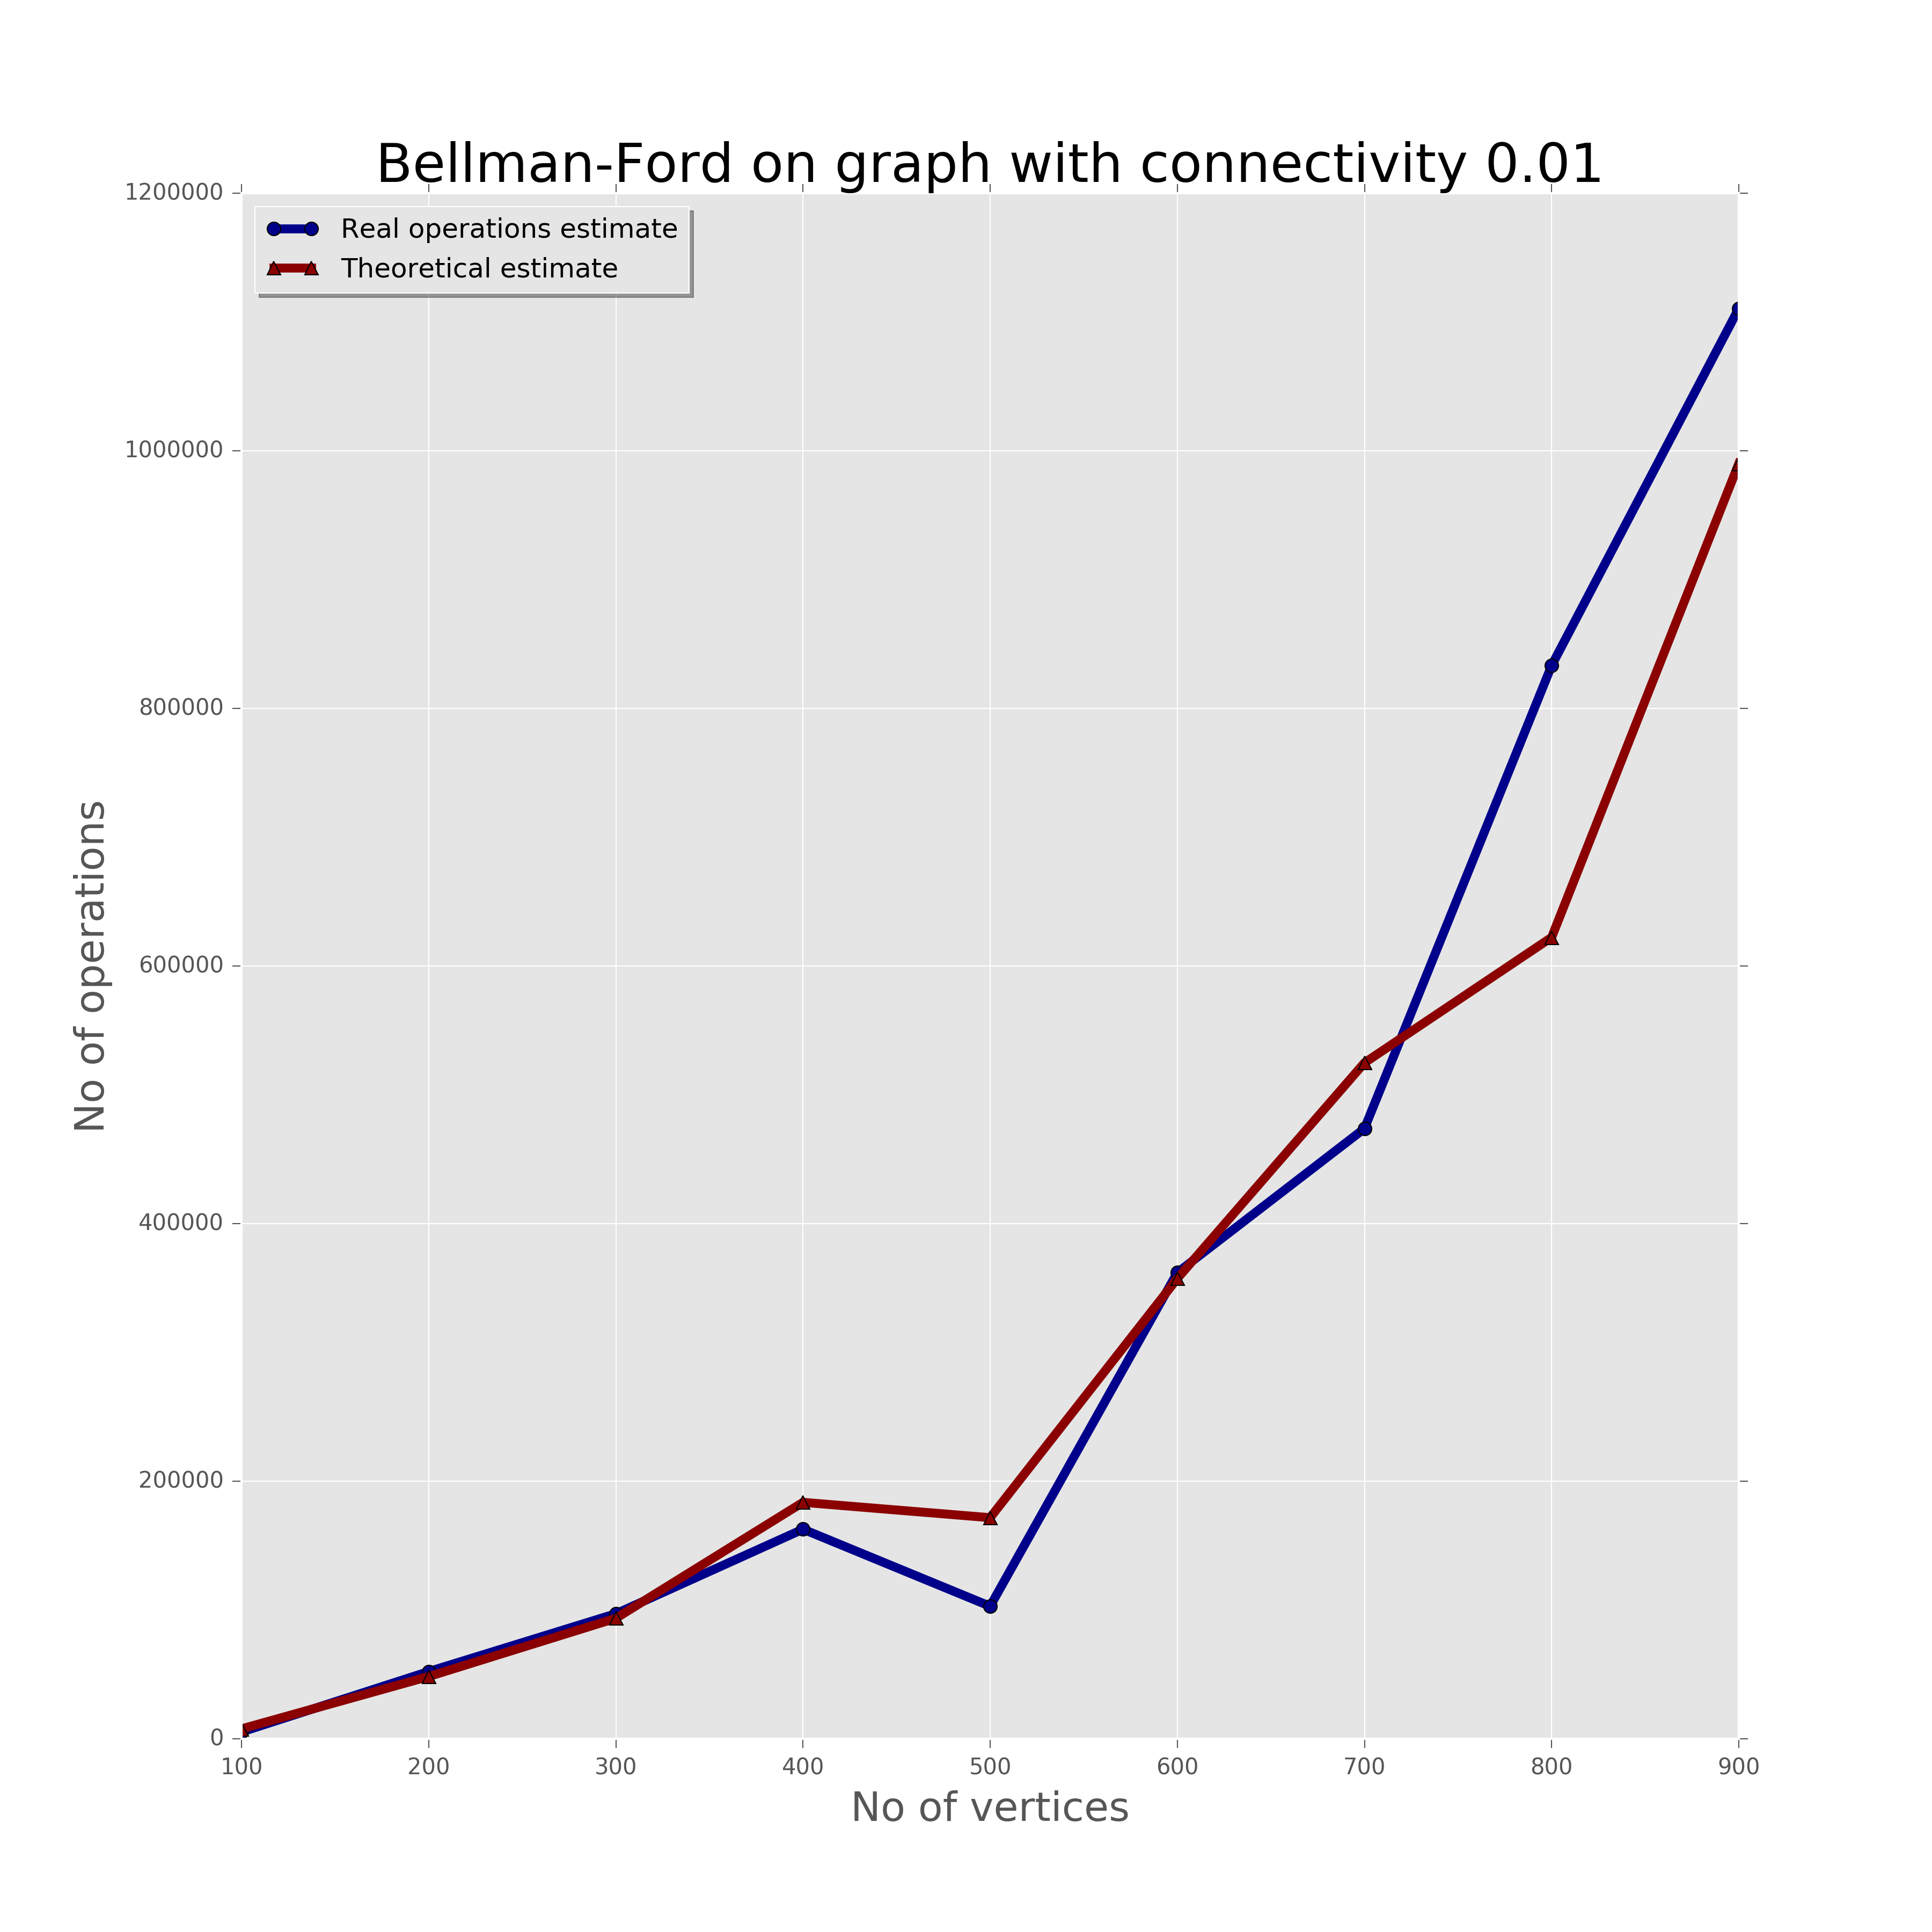 Bellman-Ford on graph with connectivity 0.01
Real operations estimate
Theoretical estimate
1200000
1000000
800000
600000
400000
200000
0
No of operations
100 200 300 400 500 600 700 800 900
No of vertices